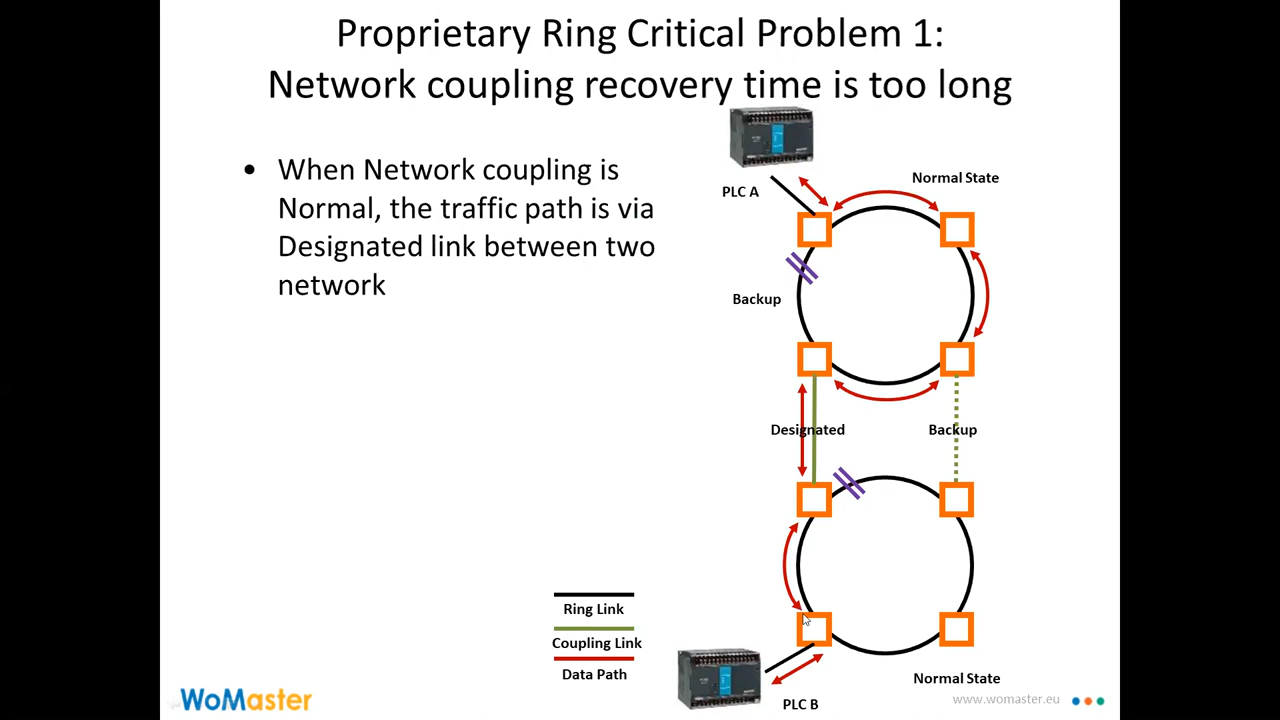 Proprietary Ring Critical Problem 1:
Network coupling recovery time is too long
• When Network coupling is
Normal, the traffic path is via
Designated link between two
network
PLC A
Normal State
Backup
Designated
Backup
Ring Link
Coupling Link
Data Path
PLC B
Normal State
WoMaster
www.womaster.eu